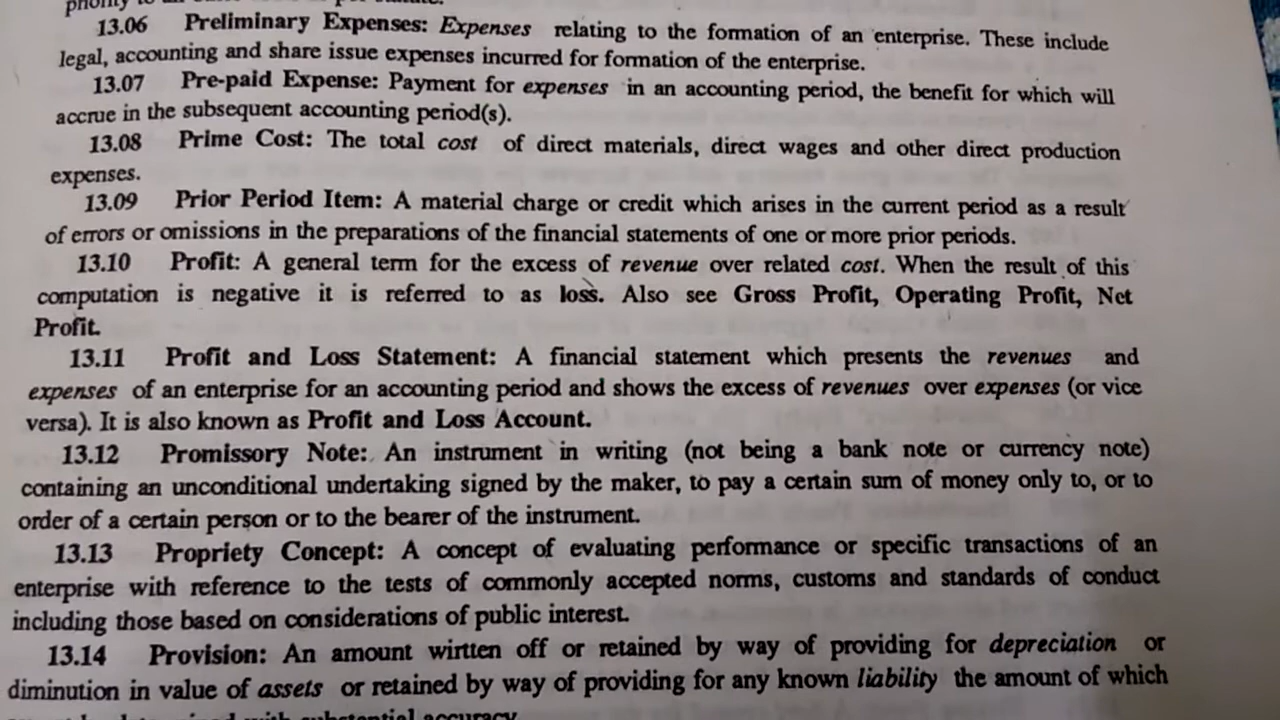 13.06 Preliminary Expenses: Expenses relating to the formation of an enterprise. These include
legal, accounting and share issue expenses incurred for formation of the enterprise.
13.07 Pre-paid Expense: Payment for expenses in an accounting period, the benefit for which will
accrue in the subsequent accounting period(s).
13.08 Prime Cost: The total cost of direct materials, direct wages and other direct production
expenses.
13.09 Prior Period Item: A material charge or credit which arises in the current period as a result
of errors or omissions in the preparations of the financial statements of one or more prior periods.
13.10 Profit: A general term for the excess of revenue over related cost. When the result of this
computation is negative it is referred to as loss. Also see Gross Profit, Operating Profit, Net
Profit.
13.11 Profit and Loss Statement: A financial statement which presents the revenues and
expenses of an enterprise for an accounting period and shows the excess of revenues over expenses (or vice
versa). It is also known as Profit and Loss Account.
13.12 Promissory Note: An instrument in writing (not being a bank note or currency note)
containing an unconditional undertaking signed by the maker, to pay a certain sum of money only to, or to
order of a certain person or to the bearer of the instrument.
13.13 Propriety Concept: A concept of evaluating performance or specific transactions of an
enterprise with reference to the tests of commonly accepted norms, customs and standards of conduct
including those based on considerations of public interest.
13.14 Provision: An amount wirtten off or retained by way of providing for depreciation or
diminution in value of assets or retained by way of providing for any known liability the amount of which
with substantial accuracy